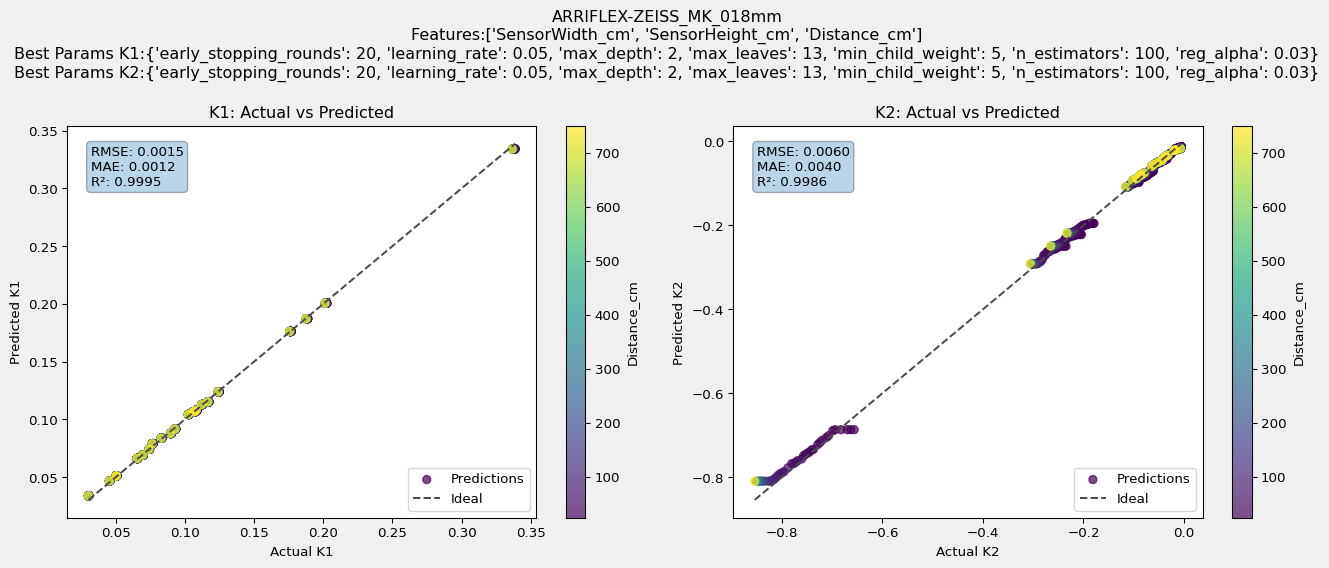 ARRIFLEX-ZEISS_MK_018mm
Features:['SensorWidth_cm', 'SensorHeight_cm', 'Distance_cm']
Best Params K1:{'early_stopping_rounds': 20, 'learning_rate': 0.05, 'max_depth': 2, 'max_leaves': 13, 'min_child_weight': 5, 'n_estimators': 100, 'reg_alpha': 0.03}
Best Params K2:{'early_stopping_rounds': 20, 'learning_rate': 0.05, 'max_depth': 2, 'max_leaves': 13, 'min_child_weight': 5, 'n_estimators': 100, 'reg_alpha': 0.03}
K1: Actual vs Predicted
RMSE: 0.0015
MAE: 0.0012
R²: 0.9995
0.35
0.30
0.25
0.20
0.15
0.10
0.05
Predicted K1
0.05
0.10
0.15
0.20
0.25
0.30
0.35
Actual K1
Predictions
Ideal
700
600
500
400
300
200
100
Distance_cm
K2: Actual vs Predicted
RMSE: 0.0060
MAE: 0.0040
R²: 0.9986
0.0
−0.2
−0.4
−0.6
−0.8
Predicted K2
−0.8
−0.6
−0.4
−0.2
0.0
Actual K2
Predictions
Ideal
700
600
500
400
300
200
100
Distance_cm